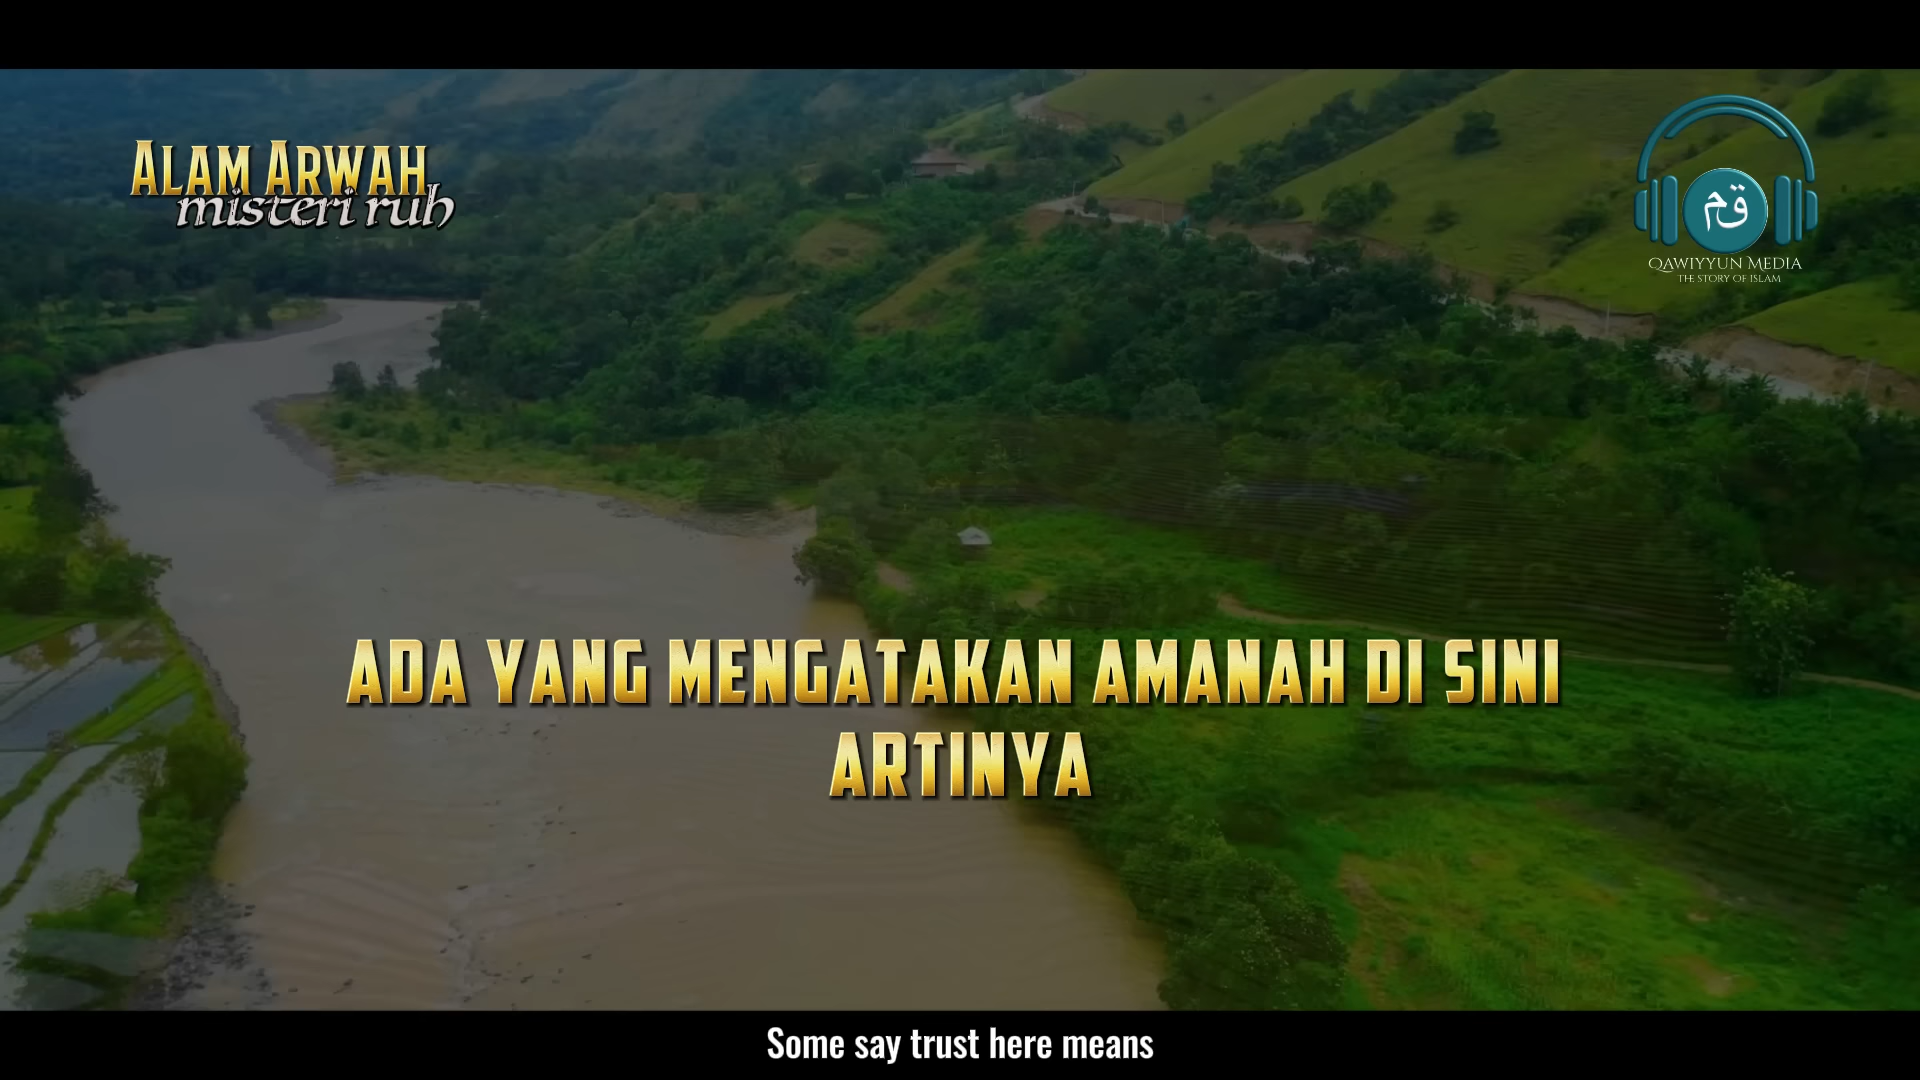 ALAM ARWAH
misteri ruh
قم
QAWIYYUN MEDIA
THE STORY OF ISLAM
ADA YANG MENGATAKAN AMANAH DI SINI
ARTINYA
Some say trust here means